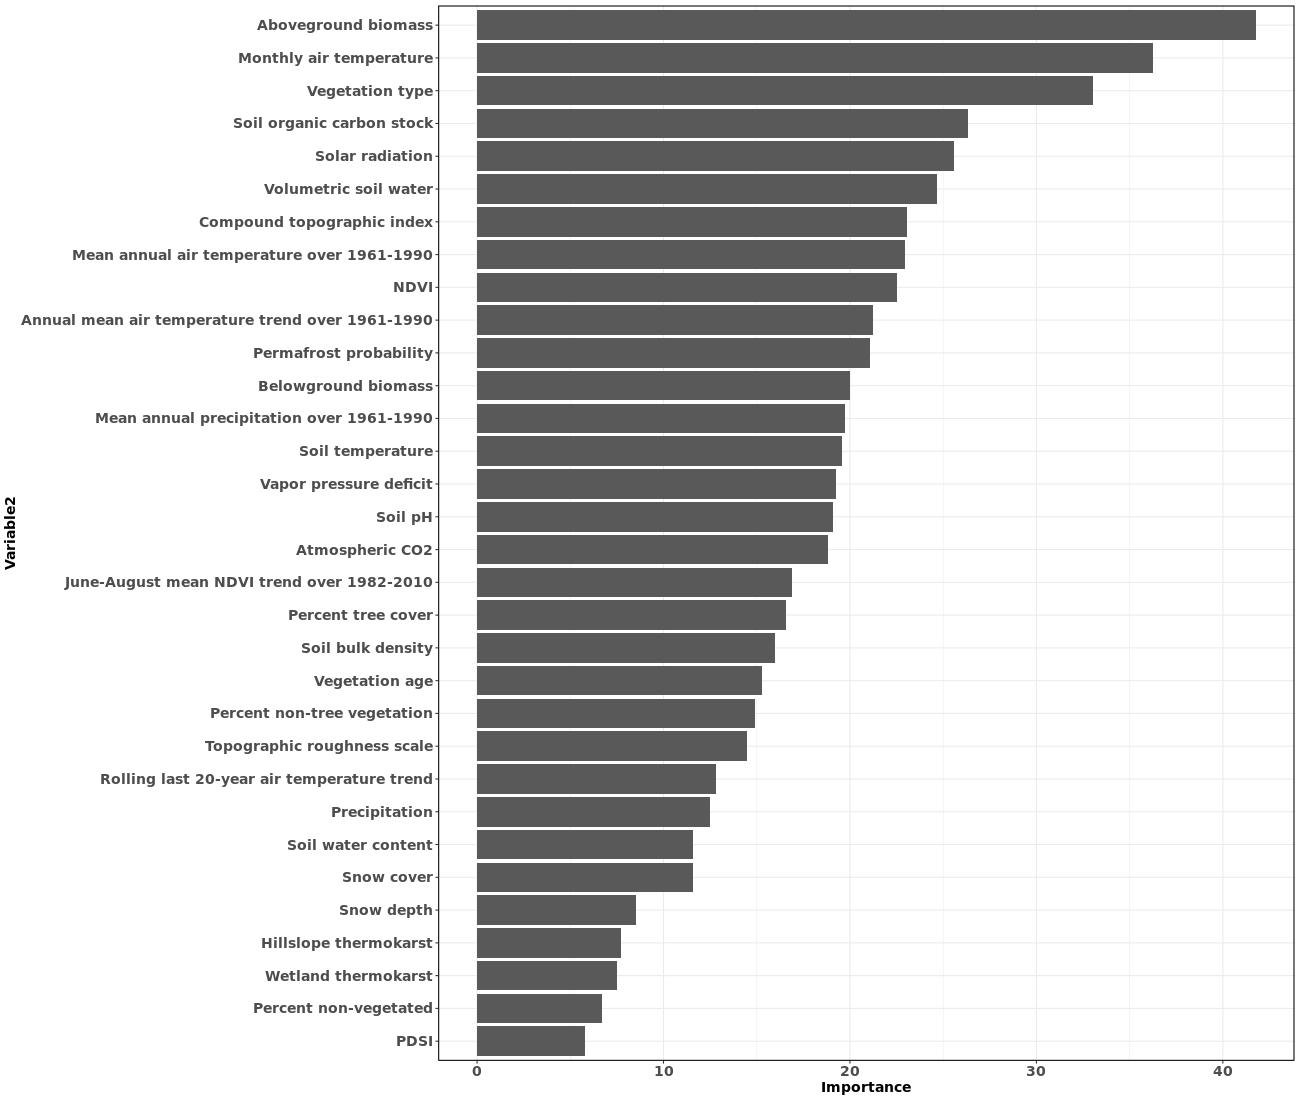 Aboveground biomass
Monthly air temperature
Vegetation type
Soil organic carbon stock
Solar radiation
Volumetric soil water
Compound topographic index
Mean annual air temperature over 1961-1990
NDVI
Annual mean air temperature trend over 1961-1990
Permafrost probability
Belowground biomass
Mean annual precipitation over 1961-1990
Soil temperature
Vapor pressure deficit
Soil pH
Atmospheric CO2
June-August mean NDVI trend over 1982-2010
Percent tree cover
Soil bulk density
Vegetation age
Percent non-tree vegetation
Topographic roughness scale
Rolling last 20-year air temperature trend
Precipitation
Soil water content
Snow cover
Snow depth
Hillslope thermokarst
Wetland thermokarst
Percent non-vegetated
PDSI
Variable2
0 10 20 30 40
Importance